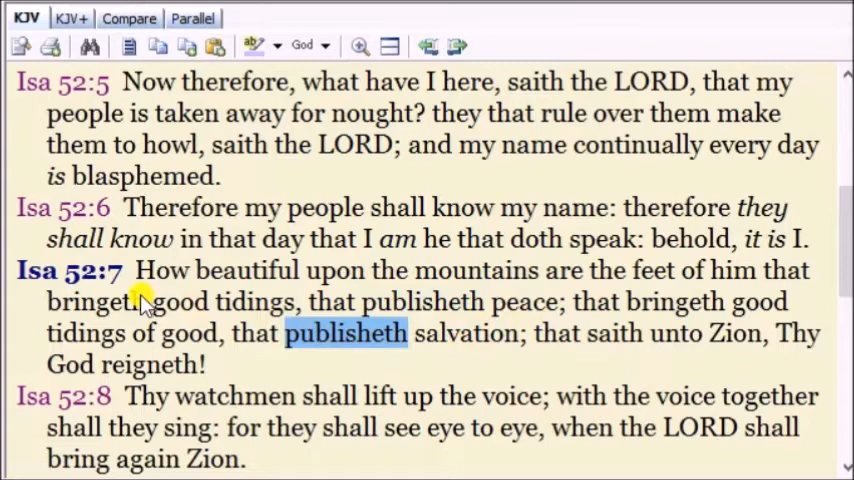 KJV KJV+ Compare Parallel
God
Isa 52:5 Now therefore, what have I here, saith the LORD, that my
people is taken away for nought? they that rule over them make
them to howl, saith the LORD; and my name continually every day
is blasphemed.
Isa 52:6 Therefore my people shall know my name: therefore they
shall know in that day that I am he that doth speak: behold, it is I.
Isa 52:7 How beautiful upon the mountains are the feet of him that
bringeth good tidings, that publisheth peace; that bringeth good
tidings of good, that publisheth salvation; that saith unto Zion, Thy
God reigneth!
Isa 52:8 Thy watchmen shall lift up the voice; with the voice together
shall they sing: for they shall see eye to eye, when the LORD shall
bring again Zion.